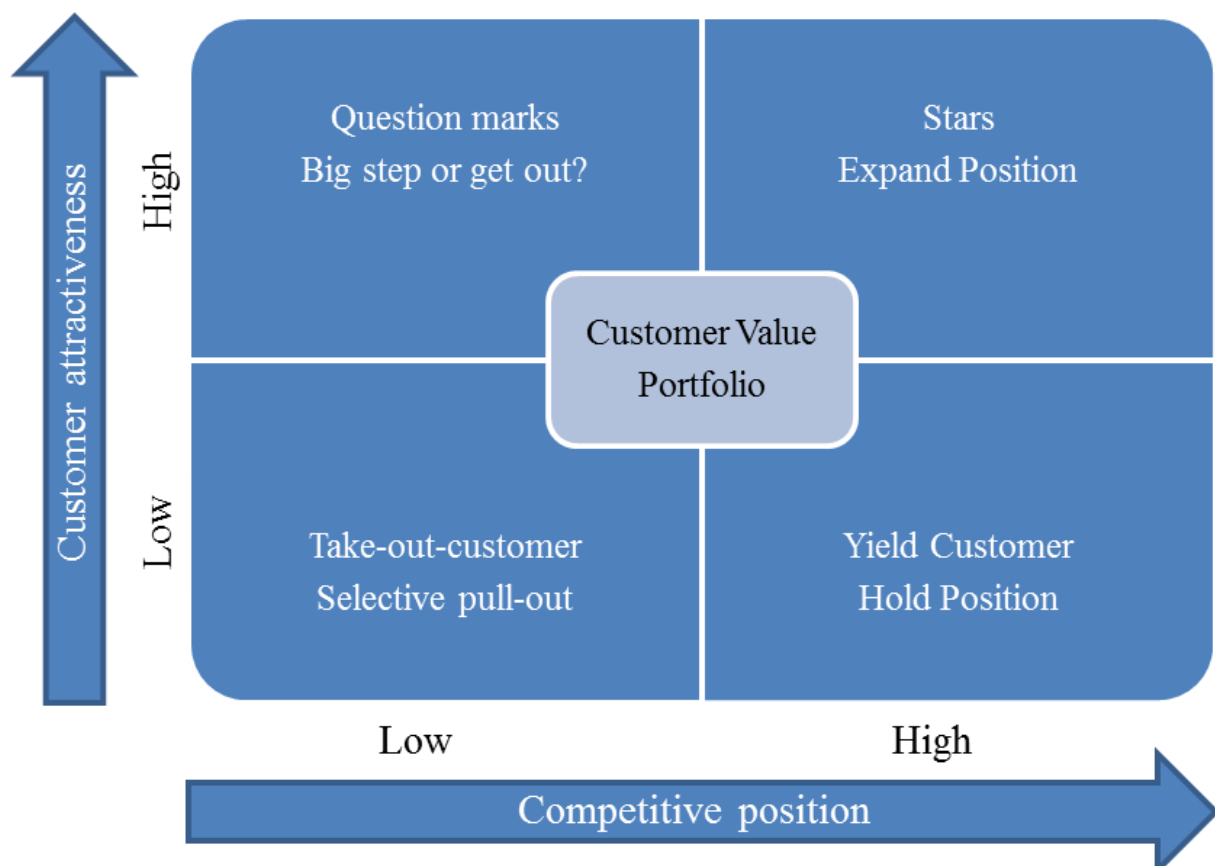 Customer attractiveness
High
Low
Question marks
Big step or get out?
Stars
Expand Position
Customer Value
Portfolio
Take-out-customer
Selective pull-out
Yield Customer
Hold Position
Low
High
Competitive position